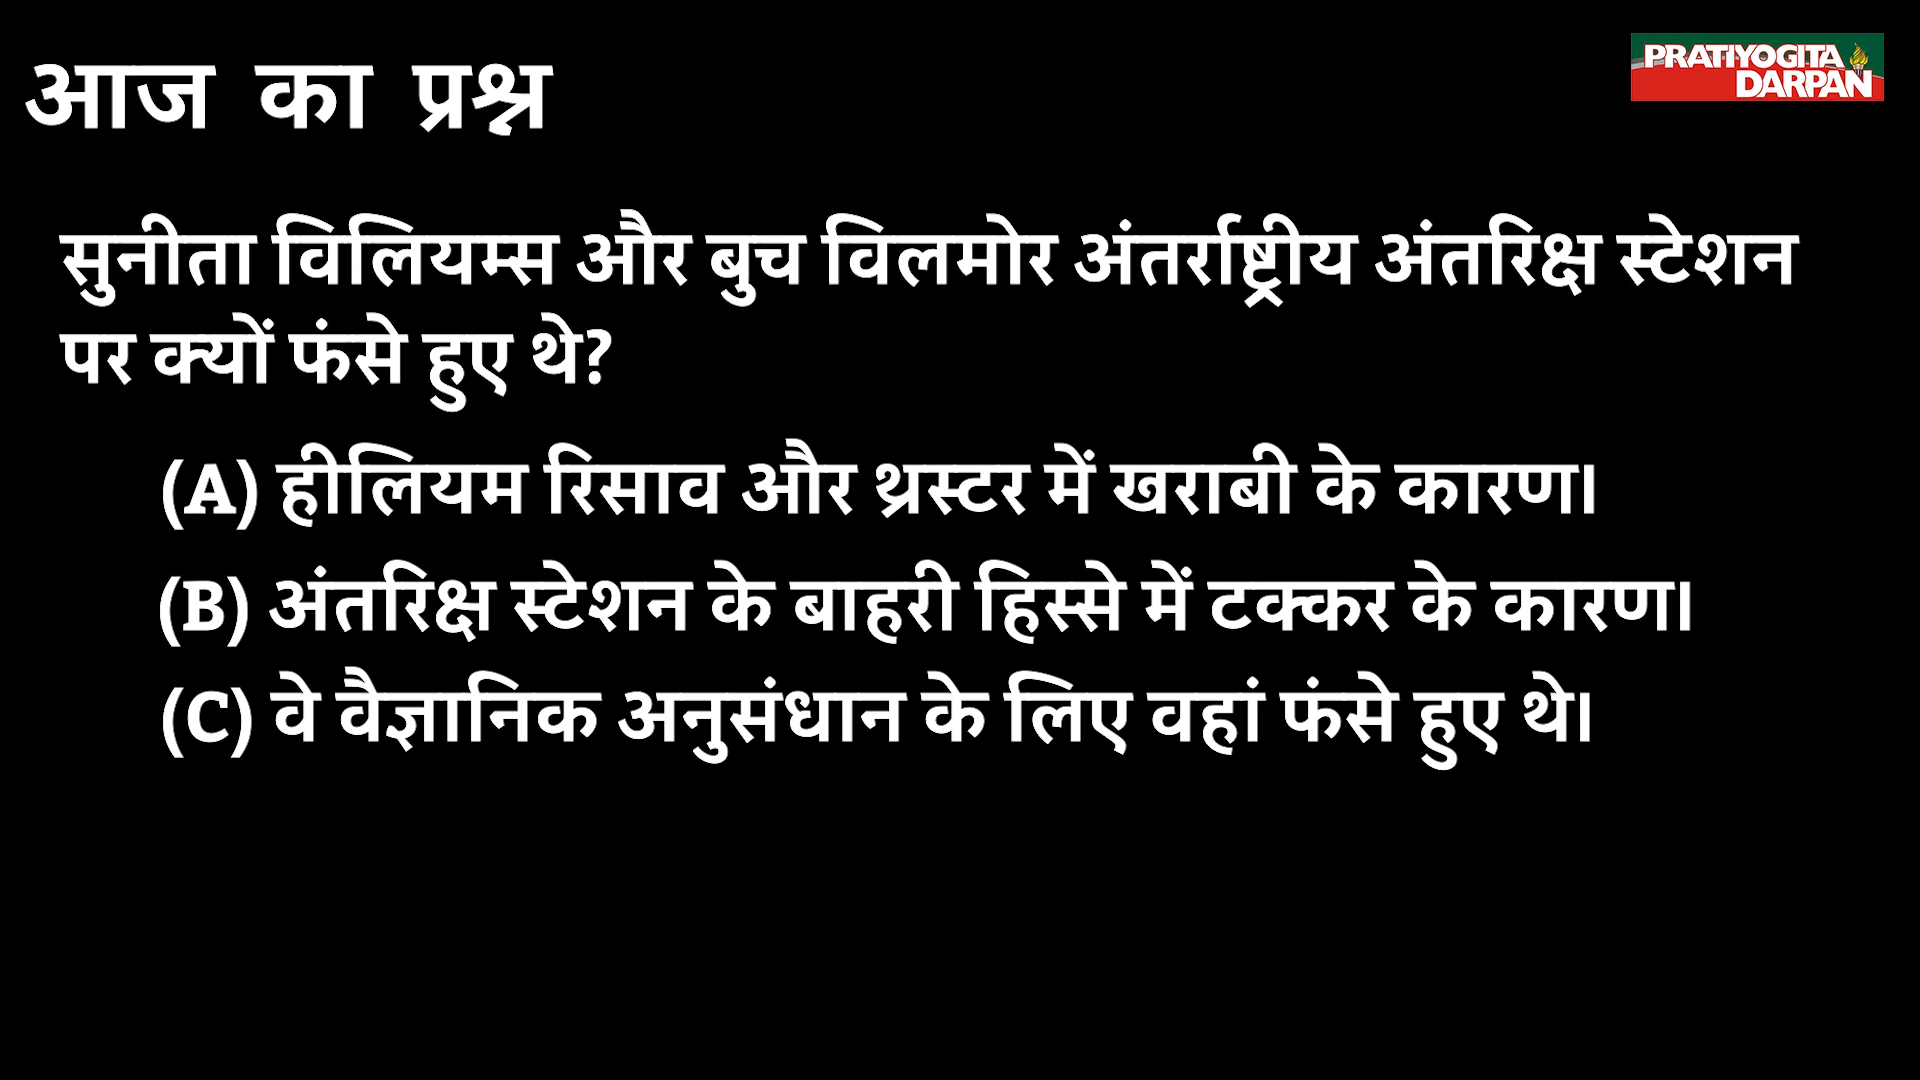 आज का प्रश्न
PRATIYOGITA
DARPAN
सुनीता विलियम्स और बुच विलमोर अंतर्राष्ट्रीय अंतरिक्ष स्टेशन
पर क्यों फंसे हुए थे?
(A) हीलियम रिसाव और थ्रस्टर में खराबी के कारण।
(B) अंतरिक्ष स्टेशन के बाहरी हिस्से में टक्कर के कारण।
(C) वे वैज्ञानिक अनुसंधान के लिए वहां फंसे हुए थे।